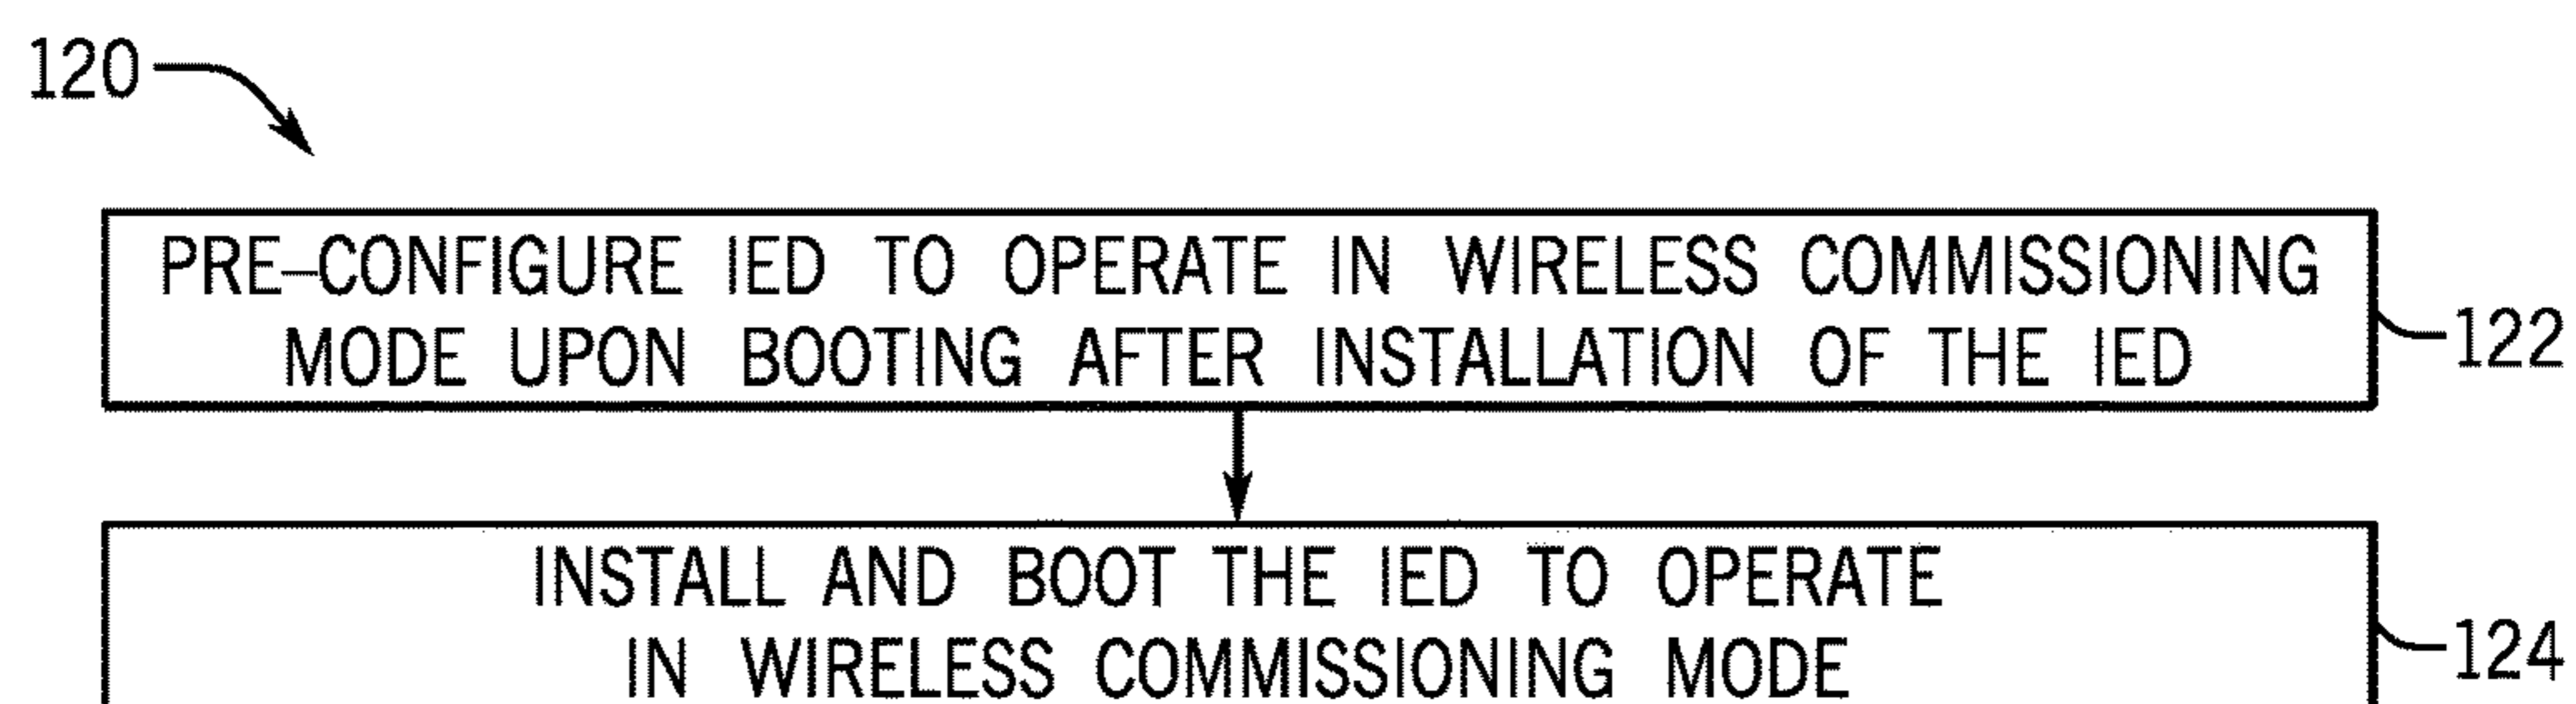 120
PRE–CONFIGURE IED TO OPERATE IN WIRELESS COMMISSIONING
MODE UPON BOOTING AFTER INSTALLATION OF THE IED
122
INSTALL AND BOOT THE IED TO OPERATE
IN WIRELESS COMMISSIONING MODE
124